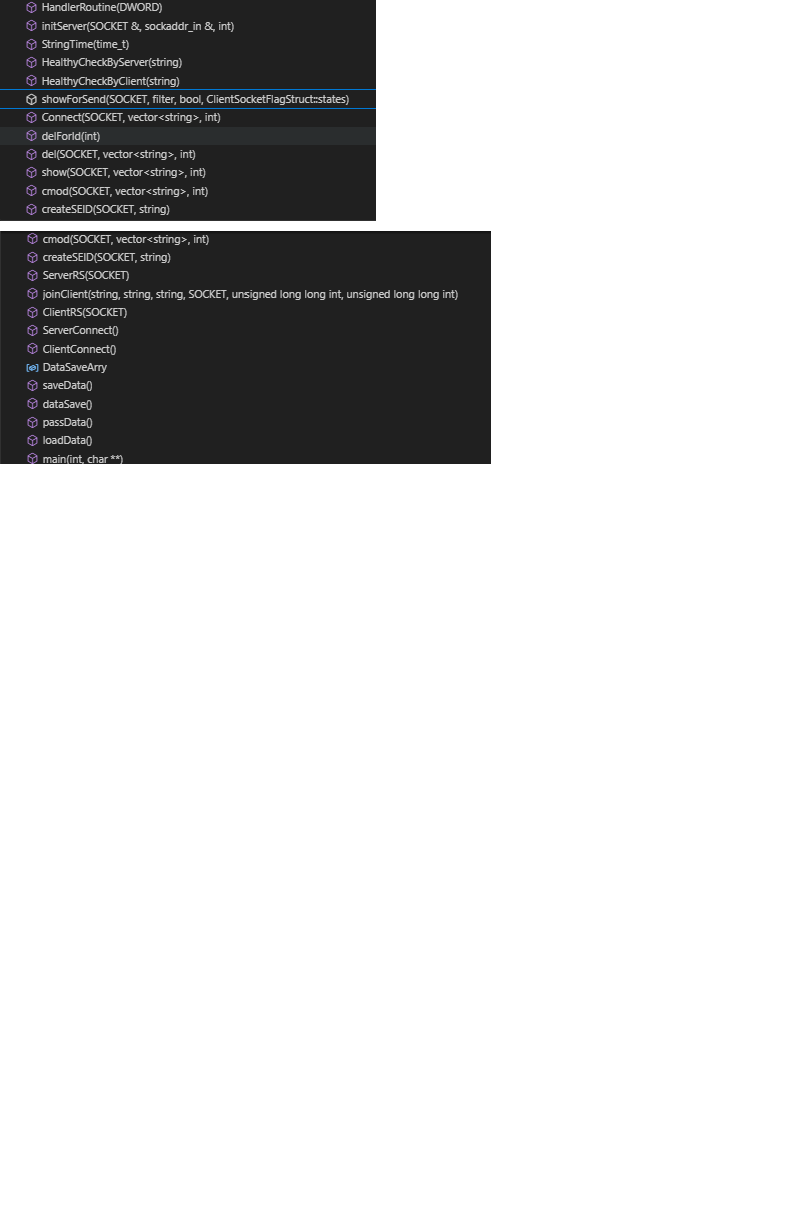 HandlerRoutine(DWORD)
initServer(SOCKET &, sockaddr_in &, int)
StringTime(time_t)
HealthyCheckByServer(string)
HealthyCheckByClient(string)
showForSend(SOCKET, filter, bool, ClientSocketFlagStruct::states)
Connect(SOCKET, vector<string>, int)
delForId(int)
del(SOCKET, vector<string>, int)
show(SOCKET, vector<string>, int)
cmod(SOCKET, vector<string>, int)
createSEID(SOCKET, string)
cmod(SOCKET, vector<string>, int)
createSEID(SOCKET, string)
ServerRS(SOCKET)
joinClient(string, string, string, SOCKET, unsigned long long int, unsigned long long int)
ClientRS(SOCKET)
ServerConnect()
ClientConnect()
DataSaveArry
saveData()
dataSave()
passData()
loadData()
main(int, char **)